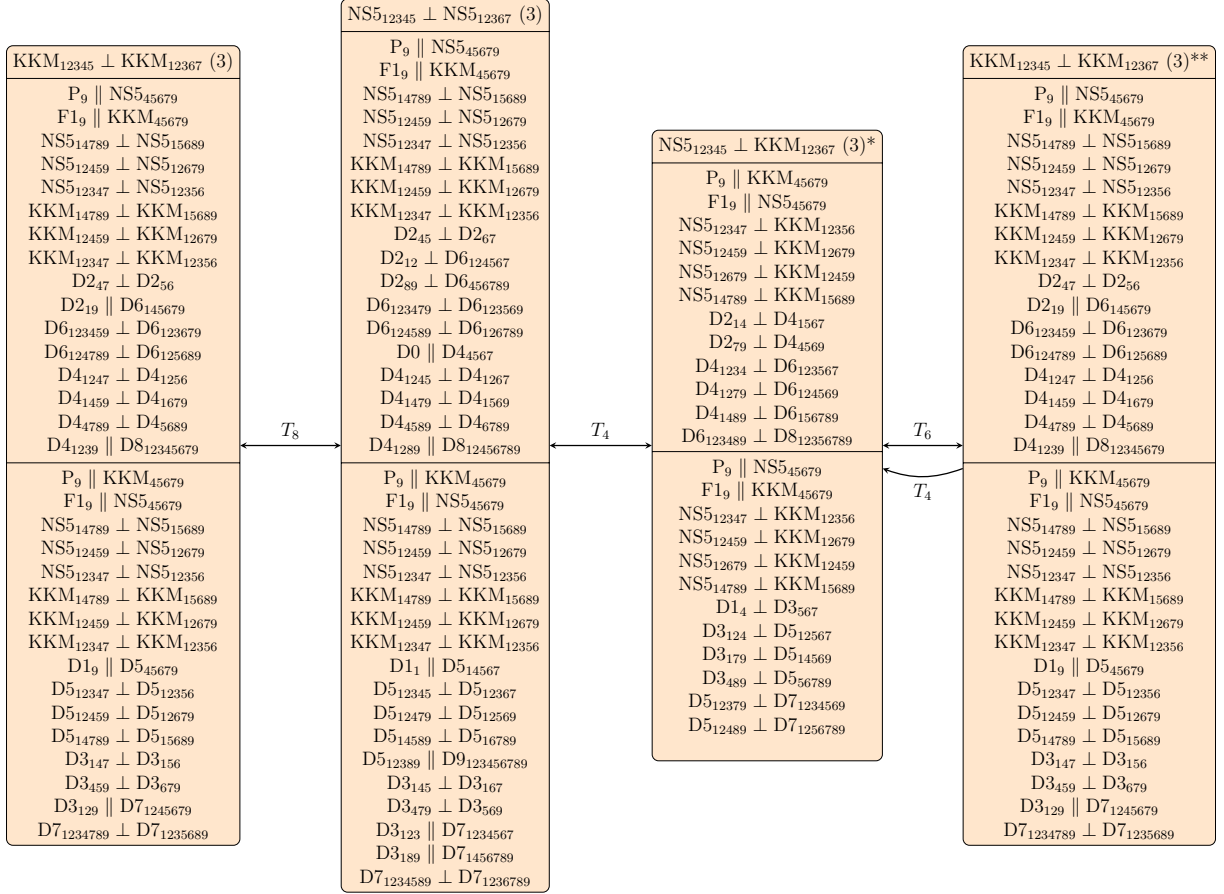 KKM₁₂₃₄₅ ⊥ KKM₁₂₃₆₇ (3)
P₉ ∥ NS5₄₅₆₇₉
F1₉ ∥ KKM₄₅₆₇₉
NS5₁₄₇₈₉ ⊥ NS5₁₅₆₈₉
NS5₁₂₄₅₉ ⊥ NS5₁₂₆₇₉
NS5₁₂₃₄₇ ⊥ NS5₁₂₃₅₆
KKM₁₄₇₈₉ ⊥ KKM₁₅₆₈₉
KKM₁₂₄₅₉ ⊥ KKM₁₂₆₇₉
KKM₁₂₃₄₇ ⊥ KKM₁₂₃₅₆
D2₄₇ ⊥ D2₅₆
D2₁₉ ∥ D6₁₄₅₆₇₉
D6₁₂₃₄₅₉ ⊥ D6₁₂₃₆₇₉
D6₁₂₄₇₈₉ ⊥ D6₁₂₅₆₈₉
D4₁₂₄₇ ⊥ D4₁₂₅₆
D4₁₄₅₉ ⊥ D4₁₆₇₉
D4₄₇₈₉ ⊥ D4₅₆₈₉
D4₁₂₃₉ ∥ D8₁₂₃₄₅₆₇₉
P₉ ∥ KKM₄₅₆₇₉
F1₉ ∥ NS5₄₅₆₇₉
NS5₁₄₇₈₉ ⊥ NS5₁₅₆₈₉
NS5₁₂₄₅₉ ⊥ NS5₁₂₆₇₉
NS5₁₂₃₄₇ ⊥ NS5₁₂₃₅₆
KKM₁₄₇₈₉ ⊥ KKM₁₅₆₈₉
KKM₁₂₄₅₉ ⊥ KKM₁₂₆₇₉
KKM₁₂₃₄₇ ⊥ KKM₁₂₃₅₆
D1₉ ∥ D5₄₅₆₇₉
D5₁₂₃₄₇ ⊥ D5₁₂₃₅₆
D5₁₂₄₅₉ ⊥ D5₁₂₆₇₉
D5₁₄₇₈₉ ⊥ D5₁₅₆₈₉
D3₁₄₇ ⊥ D3₁₅₆
D3₄₅₉ ⊥ D3₆₇₉
D3₁₂₉ ∥ D7₁₂₄₅₆₇₉
D7₁₂₃₄₇₈₉ ⊥ D7₁₂₃₅₆₈₉
T₈
NS5₁₂₃₄₅ ⊥ NS5₁₂₃₆₇ (3)
P₉ ∥ NS5₄₅₆₇₉
F1₉ ∥ KKM₄₅₆₇₉
NS5₁₄₇₈₉ ⊥ NS5₁₅₆₈₉
NS5₁₂₄₅₉ ⊥ NS5₁₂₆₇₉
NS5₁₂₃₄₇ ⊥ NS5₁₂₃₅₆
KKM₁₄₇₈₉ ⊥ KKM₁₅₆₈₉
KKM₁₂₄₅₉ ⊥ KKM₁₂₆₇₉
KKM₁₂₃₄₇ ⊥ KKM₁₂₃₅₆
D2₄₅ ⊥ D2₆₇
D2₁₂ ⊥ D6₁₂₄₅₆₇
D2₈₉ ⊥ D6₄₅₆₇₈₉
D6₁₂₃₄₇₉ ⊥ D6₁₂₃₅₆₉
D6₁₂₄₅₈₉ ⊥ D6₁₂₆₇₈₉
D0 ∥ D4₄₅₆₇
D4₁₂₄₅ ⊥ D4₁₂₆₇
D4₁₄₇₉ ⊥ D4₁₅₆₉
D4₄₅₈₉ ⊥ D4₆₇₈₉
D4₁₂₈₉ ∥ D8₁₂₄₅₆₇₈₉
P₉ ∥ KKM₄₅₆₇₉
F1₉ ∥ NS5₄₅₆₇₉
NS5₁₄₇₈₉ ⊥ NS5₁₅₆₈₉
NS5₁₂₄₅₉ ⊥ NS5₁₂₆₇₉
NS5₁₂₃₄₇ ⊥ NS5₁₂₃₅₆
KKM₁₄₇₈₉ ⊥ KKM₁₅₆₈₉
KKM₁₂₄₅₉ ⊥ KKM₁₂₆₇₉
KKM₁₂₃₄₇ ⊥ KKM₁₂₃₅₆
D1₁ ∥ D5₁₄₅₆₇
D5₁₂₃₄₅ ⊥ D5₁₂₃₆₇
D5₁₂₄₇₉ ⊥ D5₁₂₅₆₉
D5₁₄₅₈₉ ⊥ D5₁₆₇₈₉
D5₁₂₃₈₉ ∥ D9₁₂₃₄₅₆₇₈₉
D3₁₄₅ ⊥ D3₁₆₇
D3₄₇₉ ⊥ D3₅₆₉
D3₁₂₃ ∥ D7₁₂₃₄₅₆₇
D3₁₈₉ ∥ D7₁₄₅₆₇₈₉
D7₁₂₃₄₅₈₉ ⊥ D7₁₂₃₆₇₈₉
T₄
NS5₁₂₃₄₅ ⊥ KKM₁₂₃₆₇ (3)*
P₉ ∥ KKM₄₅₆₇₉
F1₉ ∥ NS5₄₅₆₇₉
NS5₁₂₃₄₇ ⊥ KKM₁₂₃₅₆
NS5₁₂₄₅₉ ⊥ KKM₁₂₆₇₉
NS5₁₂₆₇₉ ⊥ KKM₁₂₄₅₉
NS5₁₄₇₈₉ ⊥ KKM₁₅₆₈₉
D2₁₄ ⊥ D4₁₅₆₇
D2₇₉ ⊥ D4₄₅₆₉
D4₁₂₃₄ ⊥ D6₁₂₃₅₆₇
D4₁₂₇₉ ⊥ D6₁₂₄₅₆₉
D4₁₄₈₉ ⊥ D6₁₅₆₇₈₉
D6₁₂₃₄₈₉ ⊥ D8₁₂₃₅₆₇₈₉
P₉ ∥ NS5₄₅₆₇₉
F1₉ ∥ KKM₄₅₆₇₉
NS5₁₂₃₄₇ ⊥ KKM₁₂₃₅₆
NS5₁₂₄₅₉ ⊥ KKM₁₂₆₇₉
NS5₁₂₆₇₉ ⊥ KKM₁₂₄₅₉
NS5₁₄₇₈₉ ⊥ KKM₁₅₆₈₉
D1₄ ⊥ D3₅₆₇
D3₁₂₄ ⊥ D5₁₂₅₆₇
D3₁₇₉ ⊥ D5₁₄₅₆₉
D3₄₈₉ ⊥ D5₅₆₇₈₉
D5₁₂₃₇₉ ⊥ D7₁₂₃₄₅₆₉
D5₁₂₄₈₉ ⊥ D7₁₂₅₆₇₈₉
T₆
T₄
KKM₁₂₃₄₅ ⊥ KKM₁₂₃₆₇ (3)**
P₉ ∥ NS5₄₅₆₇₉
F1₉ ∥ KKM₄₅₆₇₉
NS5₁₄₇₈₉ ⊥ NS5₁₅₆₈₉
NS5₁₂₄₅₉ ⊥ NS5₁₂₆₇₉
NS5₁₂₃₄₇ ⊥ NS5₁₂₃₅₆
KKM₁₄₇₈₉ ⊥ KKM₁₅₆₈₉
KKM₁₂₄₅₉ ⊥ KKM₁₂₆₇₉
KKM₁₂₃₄₇ ⊥ KKM₁₂₃₅₆
D2₄₇ ⊥ D2₅₆
D2₁₉ ∥ D6₁₄₅₆₇₉
D6₁₂₃₄₅₉ ⊥ D6₁₂₃₆₇₉
D6₁₂₄₇₈₉ ⊥ D6₁₂₅₆₈₉
D4₁₂₄₇ ⊥ D4₁₂₅₆
D4₁₄₅₉ ⊥ D4₁₆₇₉
D4₄₇₈₉ ⊥ D4₅₆₈₉
D4₁₂₃₉ ∥ D8₁₂₃₄₅₆₇₉
P₉ ∥ KKM₄₅₆₇₉
F1₉ ∥ NS5₄₅₆₇₉
NS5₁₄₇₈₉ ⊥ NS5₁₅₆₈₉
NS5₁₂₄₅₉ ⊥ NS5₁₂₆₇₉
NS5₁₂₃₄₇ ⊥ NS5₁₂₃₅₆
KKM₁₄₇₈₉ ⊥ KKM₁₅₆₈₉
KKM₁₂₄₅₉ ⊥ KKM₁₂₆₇₉
KKM₁₂₃₄₇ ⊥ KKM₁₂₃₅₆
D1₉ ∥ D5₄₅₆₇₉
D5₁₂₃₄₇ ⊥ D5₁₂₃₅₆
D5₁₂₄₅₉ ⊥ D5₁₂₆₇₉
D5₁₄₇₈₉ ⊥ D5₁₅₆₈₉
D3₁₄₇ ⊥ D3₁₅₆
D3₄₅₉ ⊥ D3₆₇₉
D3₁₂₉ ∥ D7₁₂₄₅₆₇₉
D7₁₂₃₄₇₈₉ ⊥ D7₁₂₃₅₆₈₉